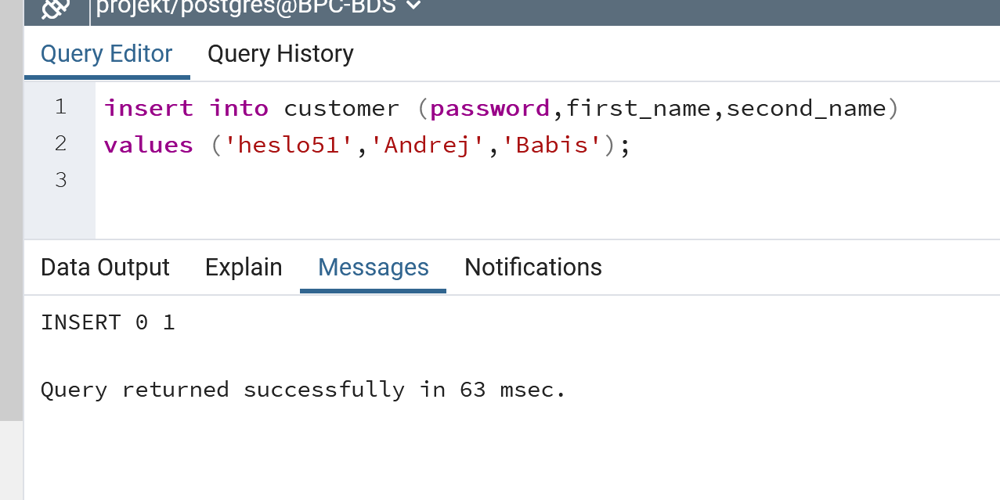 projekt/postgres@BPC-BDS
Query Editor Query History
1 insert into customer (password,first_name,second_name)
2 values ('heslo51','Andrej','Babis');
3
Data Output Explain Messages Notifications
INSERT 0 1
Query returned successfully in 63 msec.